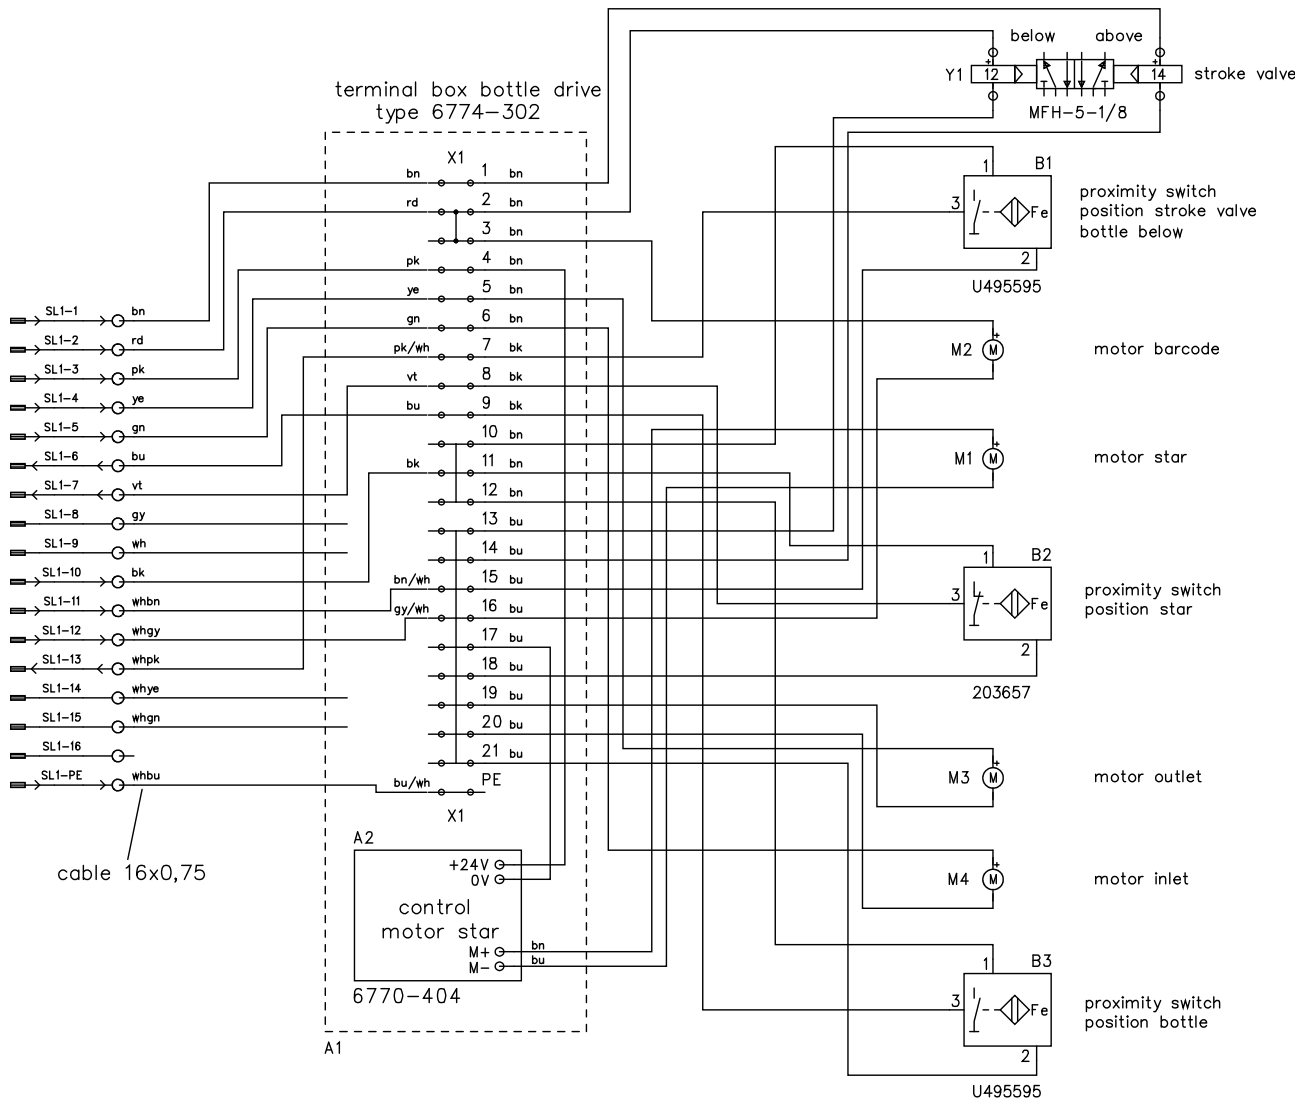 below above
Y1 12 14 stroke valve
MFH-5-1/8
terminal box bottle drive
type 6774-302
X1
bn 1 bn
rd 2 bn
3 bn
pk 4 bn
ye 5 bn
gn 6 bn
pk/wh 7 bk
vt 8 bk
bu 9 bk
10 bn
bk 11 bn
12 bn
13 bu
14 bu
bn/wh 15 bu
gy/wh 16 bu
17 bu
18 bu
19 bu
20 bu
21 bu
bu/wh PE
X1
SL1-1 bn
SL1-2 rd
SL1-3 pk
SL1-4 ye
SL1-5 gn
SL1-6 bu
SL1-7 vt
SL1-8 gy
SL1-9 wh
SL1-10 bk
SL1-11 whbn
SL1-12 whgy
SL1-13 whpk
SL1-14 whye
SL1-15 whgn
SL1-16
SL1-PE whbu
cable 16x0,75
A2
+24V
0V
control
motor star
M+ bn
M- bu
6770-404
A1
B1
1
3 Fe
2
U495595
proximity switch
position stroke valve
bottle below
M2 M + motor barcode
M1 M + motor star
B2
1
3 Fe
2
203657
proximity switch
position star
M3 M + motor outlet
M4 M + motor inlet
B3
1
3 Fe
2
U495595
proximity switch
position bottle